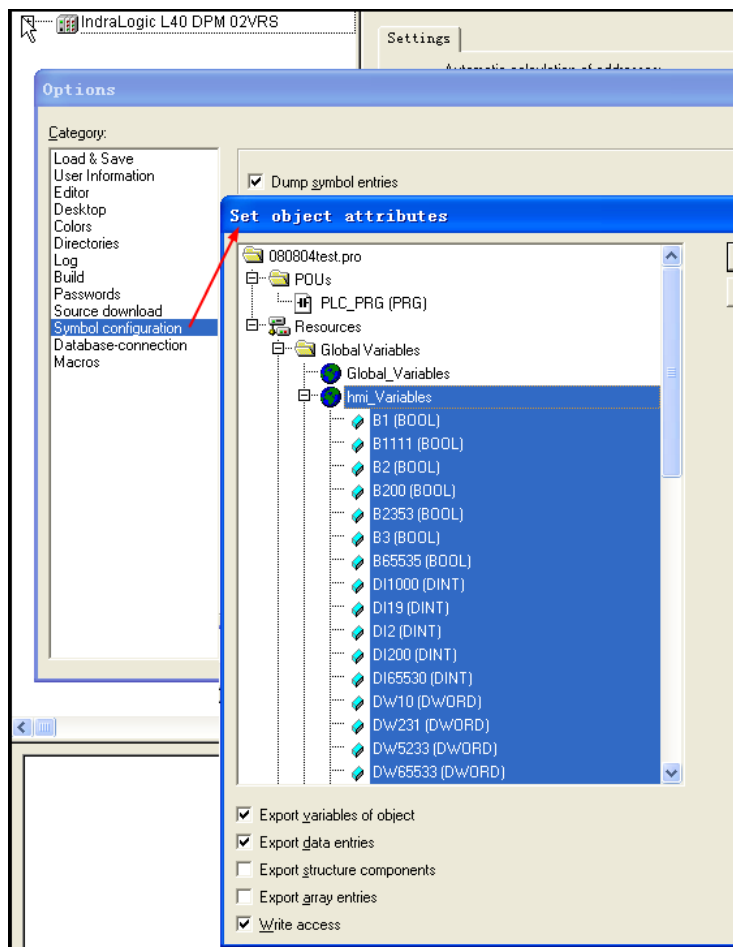 IndraLogic L40 DPM 02VRS
Settings
Automatic calculation of addresses
Options
Category:
Load & Save
User Information
Editor
Desktop
Colors
Directories
Log
Build
Passwords
Source download
Symbol configuration
Database-connection
Macros
Dump symbol entries
Set object attributes
080804test.pro
POUs
PLC_PRG (PRG)
Resources
Global Variables
Global_Variables
hmi_Variables
B1 (BOOL)
B1111 (BOOL)
B2 (BOOL)
B200 (BOOL)
B2353 (BOOL)
B3 (BOOL)
B65535 (BOOL)
DI1000 (DINT)
DI19 (DINT)
DI2 (DINT)
DI200 (DINT)
DI65530 (DINT)
DW10 (DWORD)
DW231 (DWORD)
DW5233 (DWORD)
DW65533 (DWORD)
Export variables of object
Export data entries
Export structure components
Export array entries
Write access